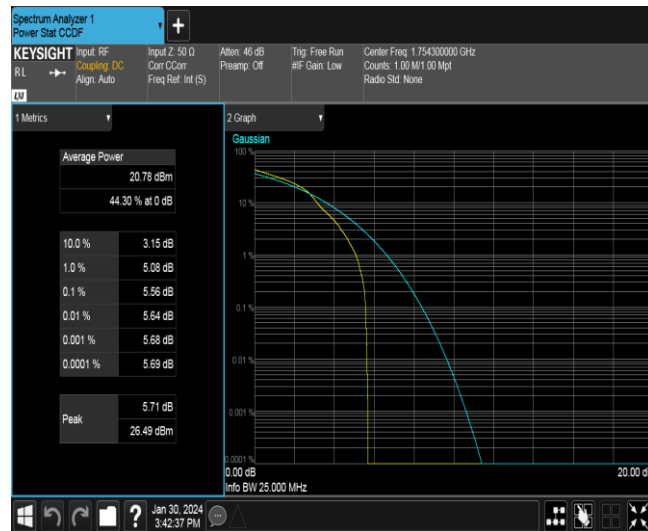 Spectrum Analyzer 1
Power Stat CCDF
+
KEYSIGHT
RL
LXI
Input: RF
Coupling: DC
Align: Auto
Input Z: 50 Ω
Corr CCorr
Freq Ref: Int (S)
Atten: 46 dB
Preamp: Off
Trig: Free Run
#IF Gain: Low
Center Freq: 1.754300000 GHz
Counts: 1.00 M/1.00 Mpt
Radio Std: None
1 Metrics
Average Power
20.78 dBm
44.30 % at 0 dB
10.0 % 3.15 dB
1.0 % 5.08 dB
0.1 % 5.56 dB
0.01 % 5.64 dB
0.001 % 5.68 dB
0.0001 % 5.69 dB
Peak
5.71 dB
26.49 dBm
2 Graph
Gaussian
100 %
10 %
1 %
0.1 %
0.01 %
0.001 %
0.0001 %
0.00 dB
20.00 d
Info BW 25.000 MHz
?
Jan 30, 2024
3:42:37 PM